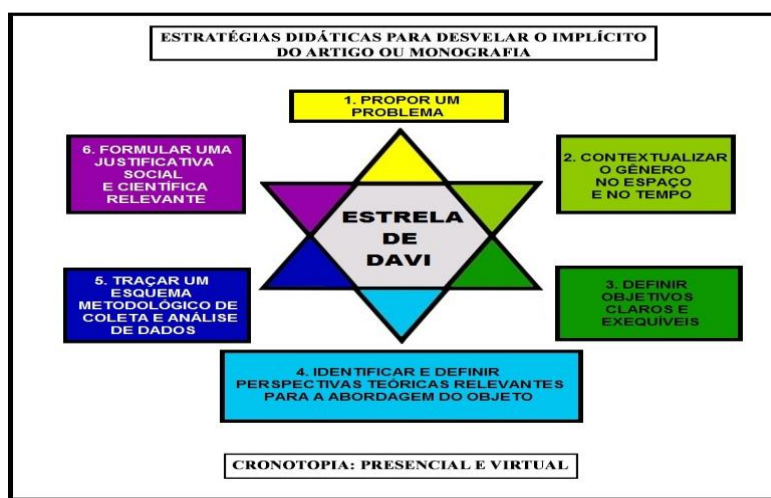 ESTRATÉGIAS DIDÁTICAS PARA DESVELAR O IMPLÍCITO
DO ARTIGO OU MONOGRAFIA
1. PROPOR UM
PROBLEMA
6. FORMULAR UMA
JUSTIFICATIVA
SOCIAL
E CIENTÍFICA
RELEVANTE
2. CONTEXTUALIZAR
O GÊNERO
NO ESPAÇO
E NO TEMPO
ESTRELA
DE
DAVI
5. TRAÇAR UM
ESQUEMA
METODOLÓGICO DE
COLETA E ANÁLISE
DE DADOS
3. DEFINIR
OBJETIVOS
CLAROS E
EXEQUÍVEIS
4. IDENTIFICAR E DEFINIR
PERSPECTIVAS TEÓRICAS RELEVANTES
PARA A ABORDAGEM DO OBJETO
CRONOTOPIA: PRESENCIAL E VIRTUAL